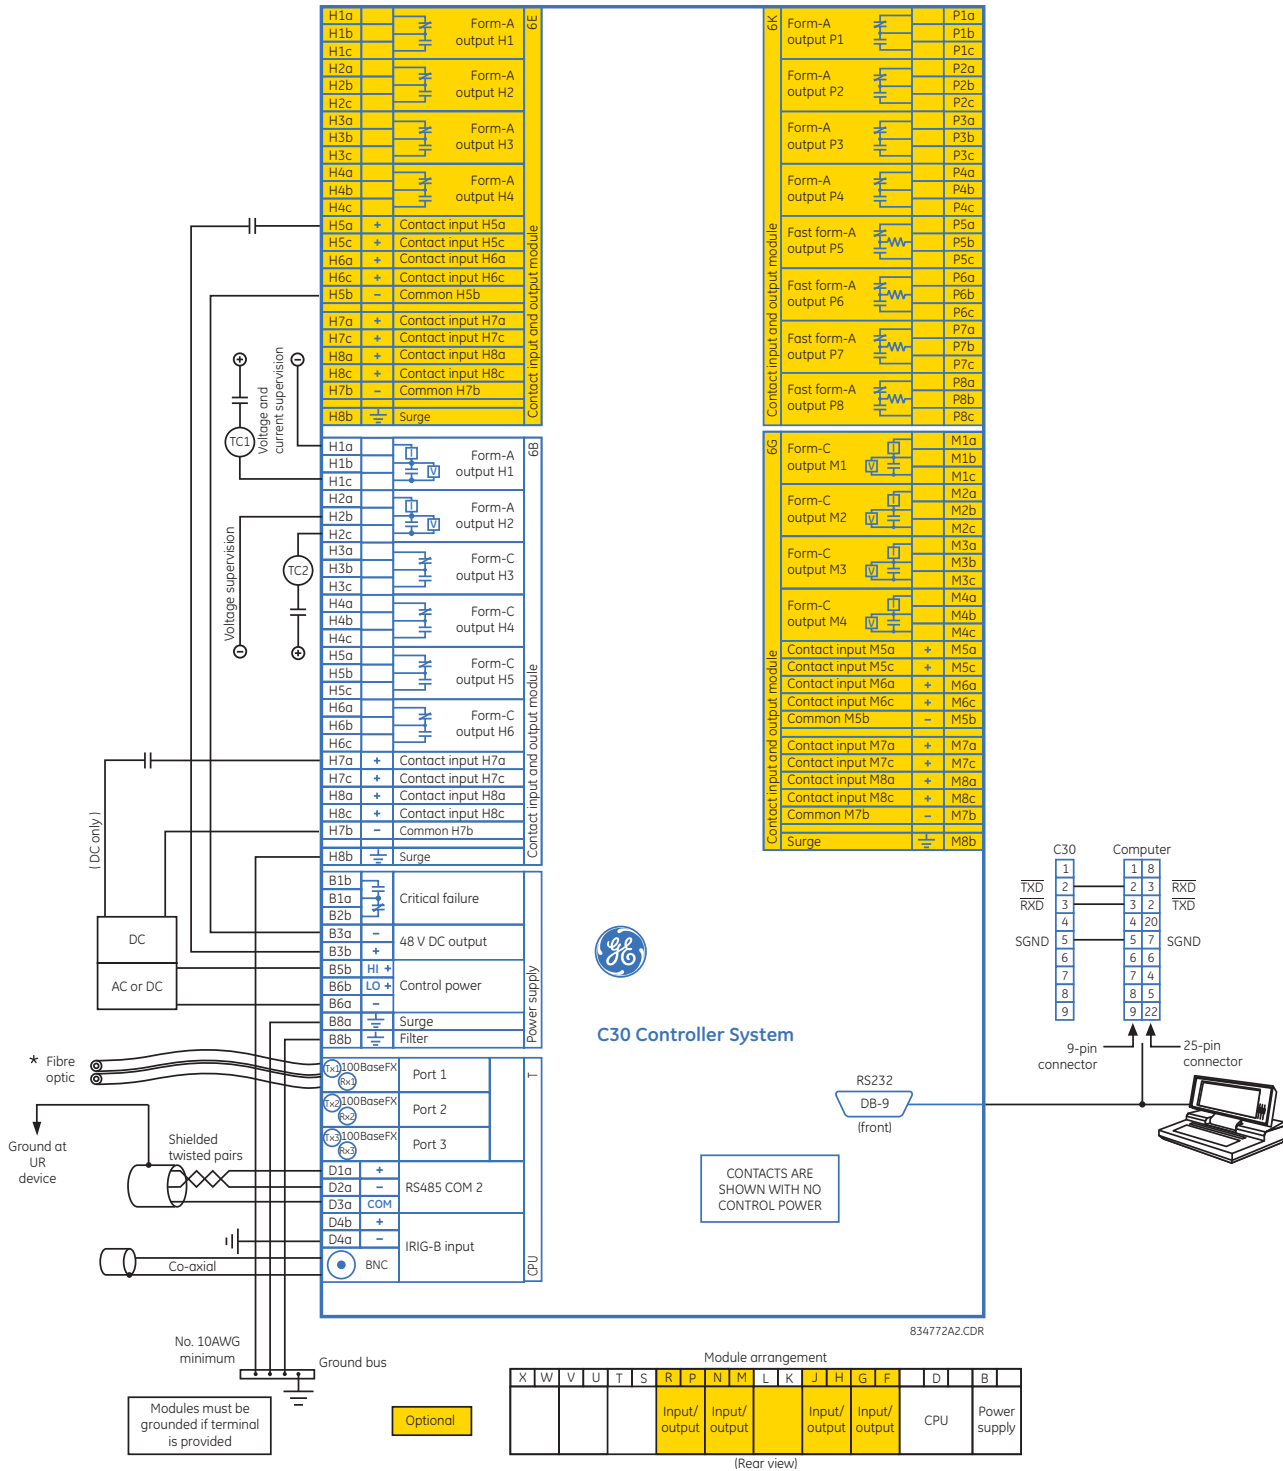 H1a
H1b
H1c
Form-A
output H1
H2a
H2b
H2c
Form-A
output H2
H3a
H3b
H3c
Form-A
output H3
H4a
H4b
H4c
Form-A
output H4
H5a + Contact input H5a
H5c + Contact input H5c
H6a + Contact input H6a
H6c + Contact input H6c
H5b − Common H5b
H7a + Contact input H7a
H7c + Contact input H7c
H8a + Contact input H8a
H8c + Contact input H8c
H7b − Common H7b
H8b Surge
6E
Contact input and output module
Voltage and
current supervision
TC1
H1a
H1b
H1c
I
V
Form-A
output H1
H2a
H2b
H2c
I
V
Form-A
output H2
H3a
H3b
H3c
Form-C
output H3
H4a
H4b
H4c
Form-C
output H4
H5a
H5b
H5c
Form-C
output H5
H6a
H6b
H6c
Form-C
output H6
H7a + Contact input H7a
H7c + Contact input H7c
H8a + Contact input H8a
H8c + Contact input H8c
H7b − Common H7b
H8b Surge
6B
Contact input and output module
Voltage supervision
TC2
( DC only )
DC
AC or DC
B1b
B1a
B2b
Critical failure
B3a −
B3b +
48 V DC output
B5b HI +
B6b LO +
B6a −
Control power
B8a Surge
B8b Filter
Power supply
* Fibre
optic
Tx1 100BaseFX
Rx1
Port 1
Tx2 100BaseFX
Rx2
Port 2
Tx3 100BaseFX
Rx3
Port 3
T
Ground at
UR
device
Shielded
twisted pairs
D1a +
D2a −
D3a COM
RS485 COM 2
D4b +
D4a −
BNC
IRIG-B input
CPU
Co-axial
No. 10AWG
minimum
Ground bus
Modules must be
grounded if terminal
is provided
6K
Contact input and output module
Form-A
output P1
P1a
P1b
P1c
Form-A
output P2
P2a
P2b
P2c
Form-A
output P3
P3a
P3b
P3c
Form-A
output P4
P4a
P4b
P4c
Fast form-A
output P5
P5a
P5b
P5c
Fast form-A
output P6
P6a
P6b
P6c
Fast form-A
output P7
P7a
P7b
P7c
Fast form-A
output P8
P8a
P8b
P8c
6G
Contact input and output module
Form-C
output M1
I
V
M1a
M1b
M1c
Form-C
output M2
I
V
M2a
M2b
M2c
Form-C
output M3
I
V
M3a
M3b
M3c
Form-C
output M4
I
V
M4a
M4b
M4c
Contact input M5a + M5a
Contact input M5c + M5c
Contact input M6a + M6a
Contact input M6c + M6c
Common M5b − M5b
Contact input M7a + M7a
Contact input M7c + M7c
Contact input M8a + M8a
Contact input M8c + M8c
Common M7b − M7b
Surge M8b
GE
C30 Controller System
C30 Computer
1 1 8
TXD 2 2 3 RXD
RXD 3 3 2 TXD
4 4 20
SGND 5 5 7 SGND
6 6 6
7 7 4
8 8 5
9 9 22
9-pin
connector
25-pin
connector
RS232
DB-9
(front)
CONTACTS ARE
SHOWN WITH NO
CONTROL POWER
834772A2.CDR
Optional
Module arrangement
X W V U T S R P N M L K J H G F D B
Input/
output
Input/
output
Input/
output
Input/
output
CPU
Power
supply
(Rear view)